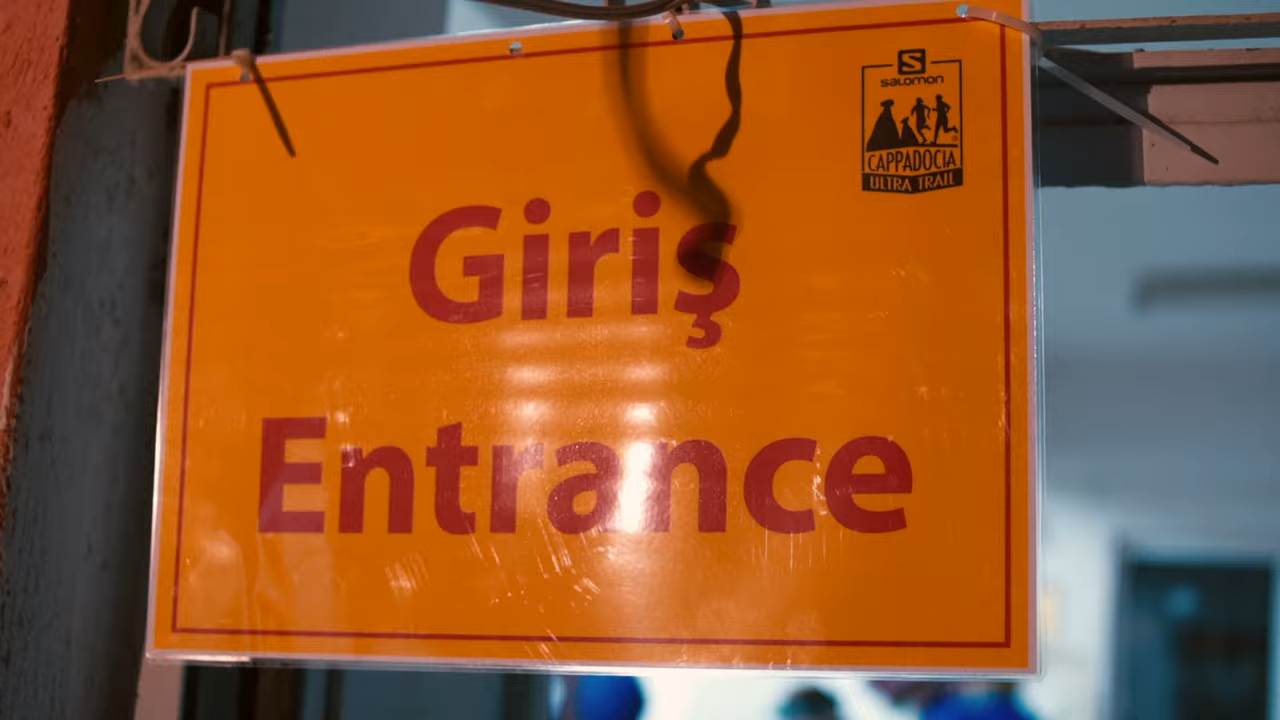 S
salomon
CAPPADOCIA
ULTRA TRAIL
Giriş
Entrance